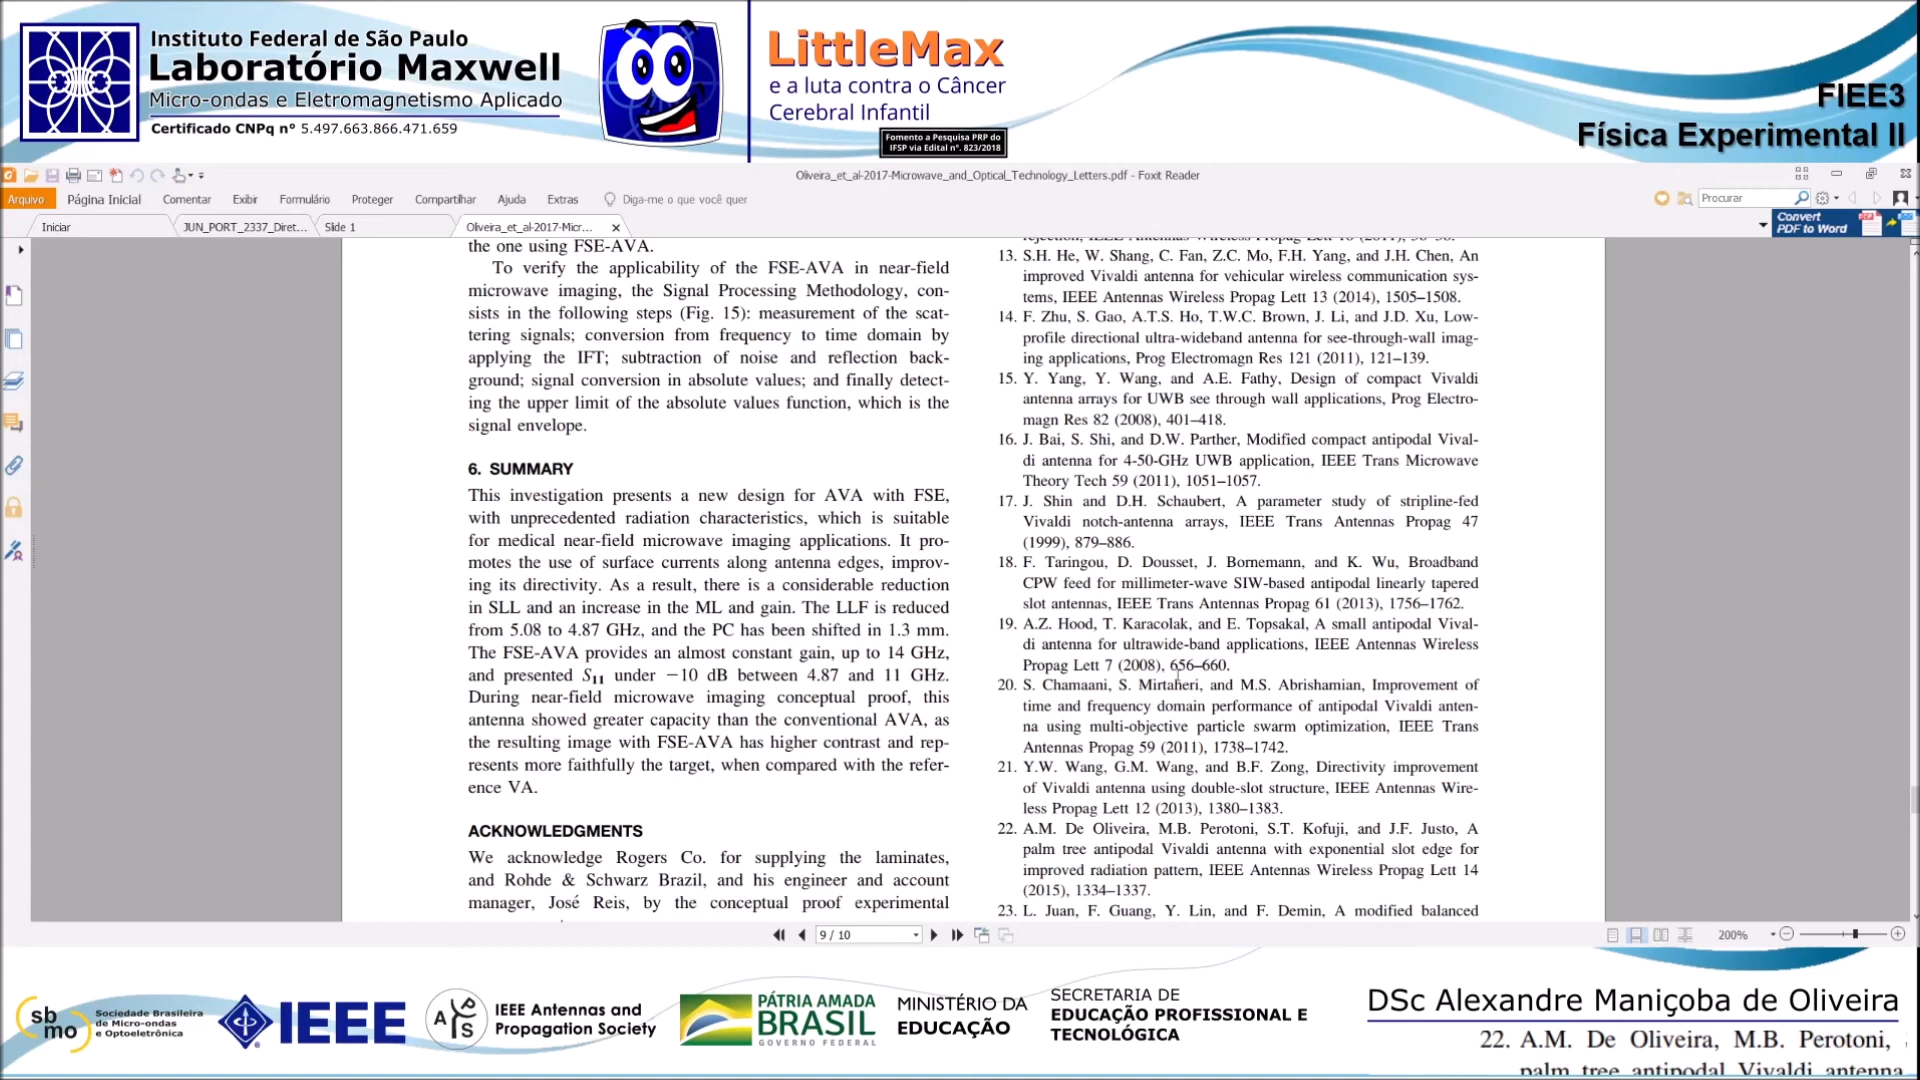 Instituto Federal de São Paulo
Laboratório Maxwell
Micro-ondas e Eletromagnetismo Aplicado
Certificado CNPq n° 5.497.663.866.471.659
LittleMax
e a luta contra o Câncer
Cerebral Infantil
Fomento a Pesquisa PRP do
IFSP via Edital n°. 823/2018
FIEE3
Física Experimental II
Oliveira_et_al-2017-Microwave_and_Optical_Technology_Letters.pdf - Foxit Reader
Arquivo Página Inicial Comentar Exibir Formulário Proteger Compartilhar Ajuda Extras Diga-me o que você quer
Procurar
Iniciar JUN_PORT_2337_Diret... Slide 1 Oliveira_et_al-2017-Micr...
Convert
PDF to Word
the one using FSE-AVA.
To verify the applicability of the FSE-AVA in near-field
microwave imaging, the Signal Processing Methodology, con-
sists in the following steps (Fig. 15): measurement of the scat-
tering signals; conversion from frequency to time domain by
applying the IFT; subtraction of noise and reflection back-
ground; signal conversion in absolute values; and finally detect-
ing the upper limit of the absolute values function, which is the
signal envelope.
6. SUMMARY
This investigation presents a new design for AVA with FSE,
with unprecedented radiation characteristics, which is suitable
for medical near-field microwave imaging applications. It pro-
motes the use of surface currents along antenna edges, improv-
ing its directivity. As a result, there is a considerable reduction
in SLL and an increase in the ML and gain. The LLF is reduced
from 5.08 to 4.87 GHz, and the PC has been shifted in 1.3 mm.
The FSE-AVA provides an almost constant gain, up to 14 GHz,
and presented S11 under −10 dB between 4.87 and 11 GHz.
During near-field microwave imaging conceptual proof, this
antenna showed greater capacity than the conventional AVA, as
the resulting image with FSE-AVA has higher contrast and rep-
resents more faithfully the target, when compared with the refer-
ence VA.
ACKNOWLEDGMENTS
We acknowledge Rogers Co. for supplying the laminates,
and Rohde & Schwarz Brazil, and his engineer and account
manager, José Reis, by the conceptual proof experimental
13. S.H. He, W. Shang, C. Fan, Z.C. Mo, F.H. Yang, and J.H. Chen, An
improved Vivaldi antenna for vehicular wireless communication sys-
tems, IEEE Antennas Wireless Propag Lett 13 (2014), 1505–1508.
14. F. Zhu, S. Gao, A.T.S. Ho, T.W.C. Brown, J. Li, and J.D. Xu, Low-
profile directional ultra-wideband antenna for see-through-wall imag-
ing applications, Prog Electromagn Res 121 (2011), 121–139.
15. Y. Yang, Y. Wang, and A.E. Fathy, Design of compact Vivaldi
antenna arrays for UWB see through wall applications, Prog Electro-
magn Res 82 (2008), 401–418.
16. J. Bai, S. Shi, and D.W. Parther, Modified compact antipodal Vival-
di antenna for 4-50-GHz UWB application, IEEE Trans Microwave
Theory Tech 59 (2011), 1051–1057.
17. J. Shin and D.H. Schaubert, A parameter study of stripline-fed
Vivaldi notch-antenna arrays, IEEE Trans Antennas Propag 47
(1999), 879–886.
18. F. Taringou, D. Dousset, J. Bornemann, and K. Wu, Broadband
CPW feed for millimeter-wave SIW-based antipodal linearly tapered
slot antennas, IEEE Trans Antennas Propag 61 (2013), 1756–1762.
19. A.Z. Hood, T. Karacolak, and E. Topsakal, A small antipodal Vival-
di antenna for ultrawide-band applications, IEEE Antennas Wireless
Propag Lett 7 (2008), 656–660.
20. S. Chamaani, S. Mirtaheri, and M.S. Abrishamian, Improvement of
time and frequency domain performance of antipodal Vivaldi anten-
na using multi-objective particle swarm optimization, IEEE Trans
Antennas Propag 59 (2011), 1738–1742.
21. Y.W. Wang, G.M. Wang, and B.F. Zong, Directivity improvement
of Vivaldi antenna using double-slot structure, IEEE Antennas Wire-
less Propag Lett 12 (2013), 1380–1383.
22. A.M. De Oliveira, M.B. Perotoni, S.T. Kofuji, and J.F. Justo, A
palm tree antipodal Vivaldi antenna with exponential slot edge for
improved radiation pattern, IEEE Antennas Wireless Propag Lett 14
(2015), 1334–1337.
23. L. Juan, F. Guang, Y. Lin, and F. Demin, A modified balanced
9 / 10
200%
sb
mo
Sociedade Brasileira
de Micro-ondas
e Optoeletrônica
IEEE
APS
IEEE Antennas and
Propagation Society
PÁTRIA AMADA
BRASIL
GOVERNO FEDERAL
MINISTÉRIO DA
EDUCAÇÃO
SECRETARIA DE
EDUCAÇÃO PROFISSIONAL E
TECNOLÓGICA
DSc Alexandre Maniçoba de Oliveira
22. A.M. De Oliveira, M.B. Perotoni,
palm tree antipodal Vivaldi antenna